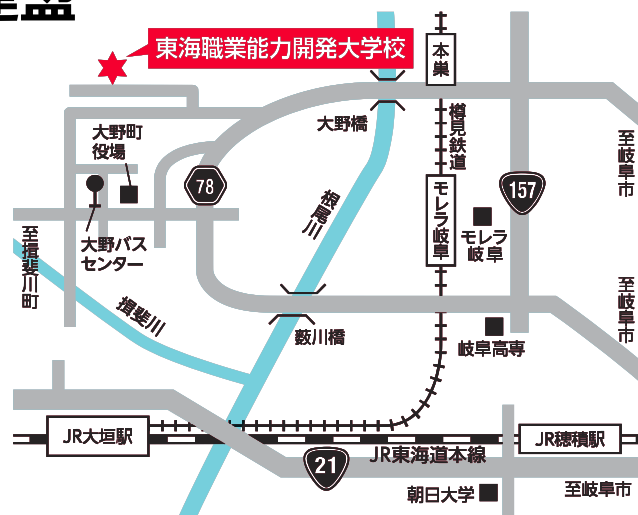 東海職業能力開発大学校
本巣
大野町
役場
大野橋
樽見鉄道
至岐阜市
78
157
根尾川
モレラ岐阜
モレラ
岐阜
至揖斐川町
大野バス
センター
揖斐川
至岐阜市
藪川橋
岐阜高専
JR大垣駅
JR穂積駅
JR東海道本線
21
朝日大学
至岐阜市